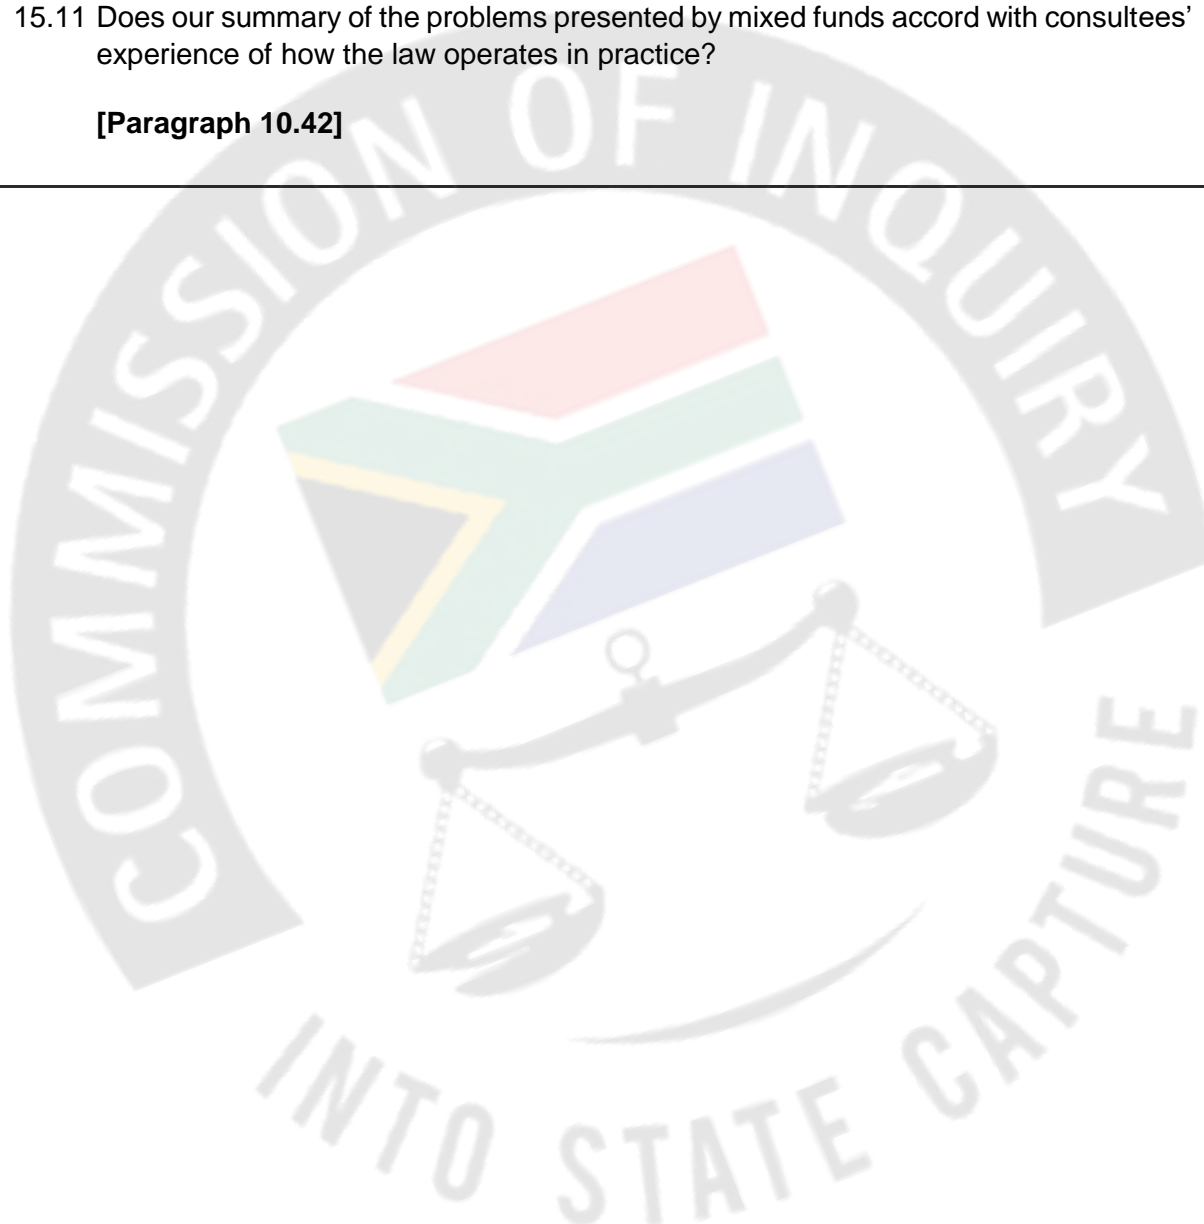 15.11 Does our summary of the problems presented by mixed funds accord with consultees’
experience of how the law operates in practice?
[Paragraph 10.42]
COMMISSION OF INQUIRY
INTO STATE CAPTURE